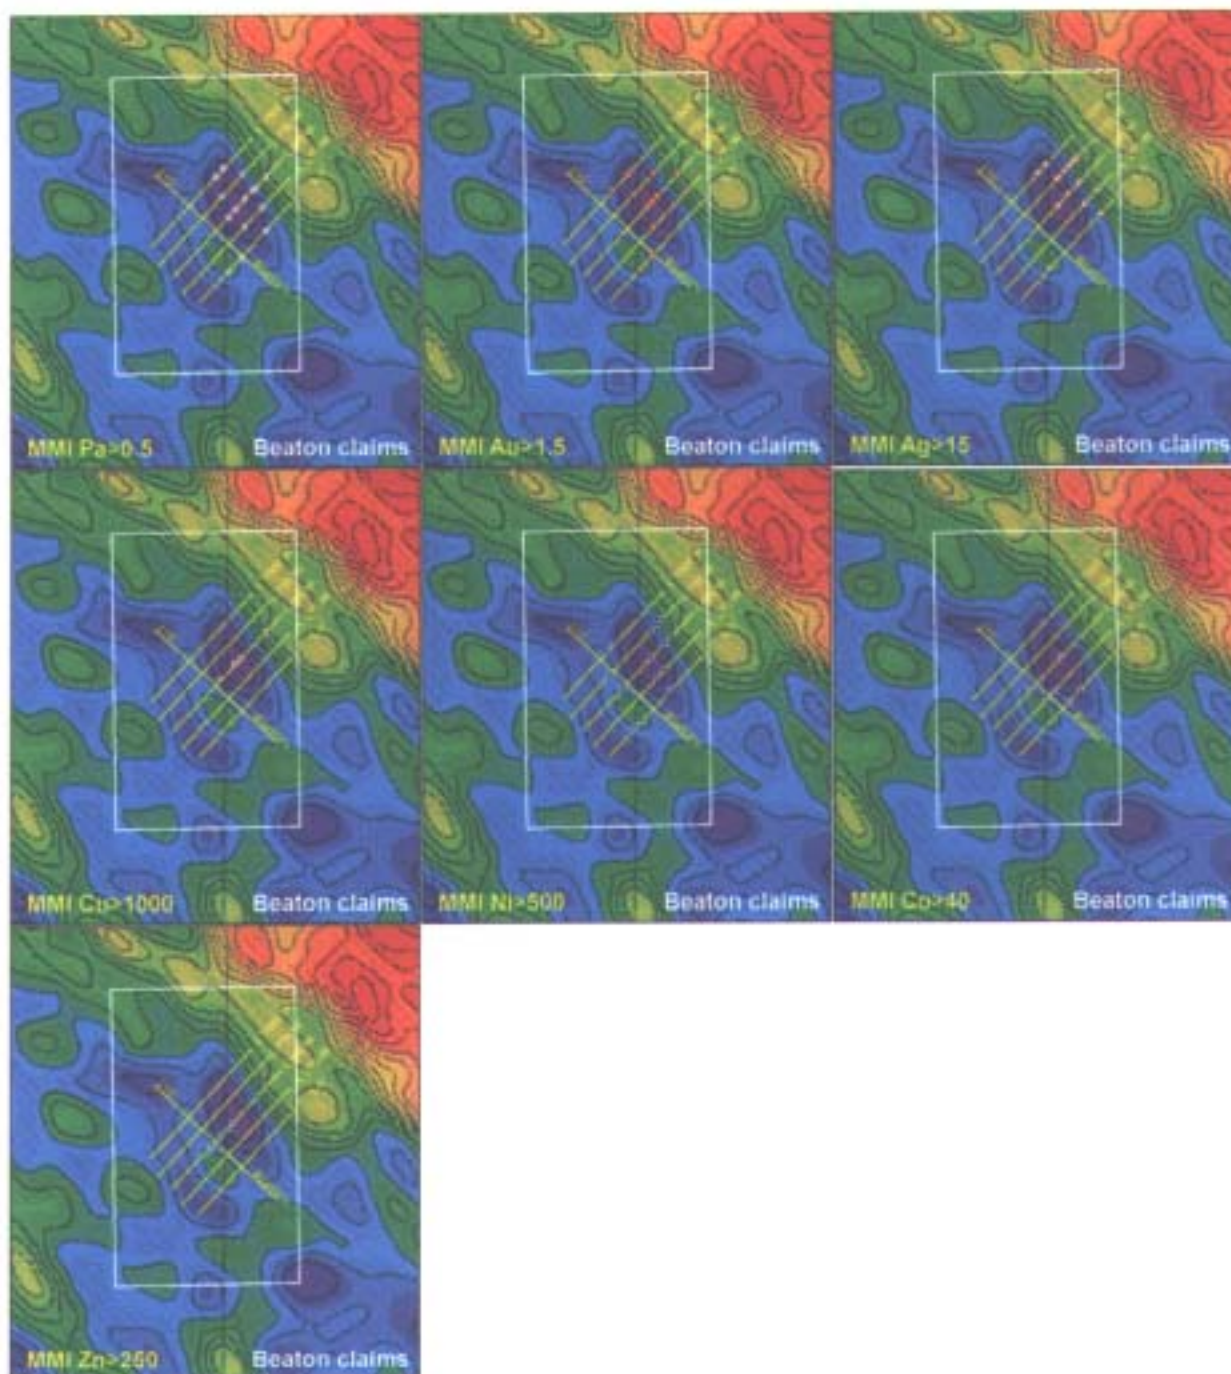 MMI Pa>0.5 Beaton claims
MMI Au>1.5 Beaton claims
MMI Ag>15 Beaton claims
MMI Cu>1000 Beaton claims
MMI Ni>500 Beaton claims
MMI Co>40 Beaton claims
MMI Zn>250 Beaton claims